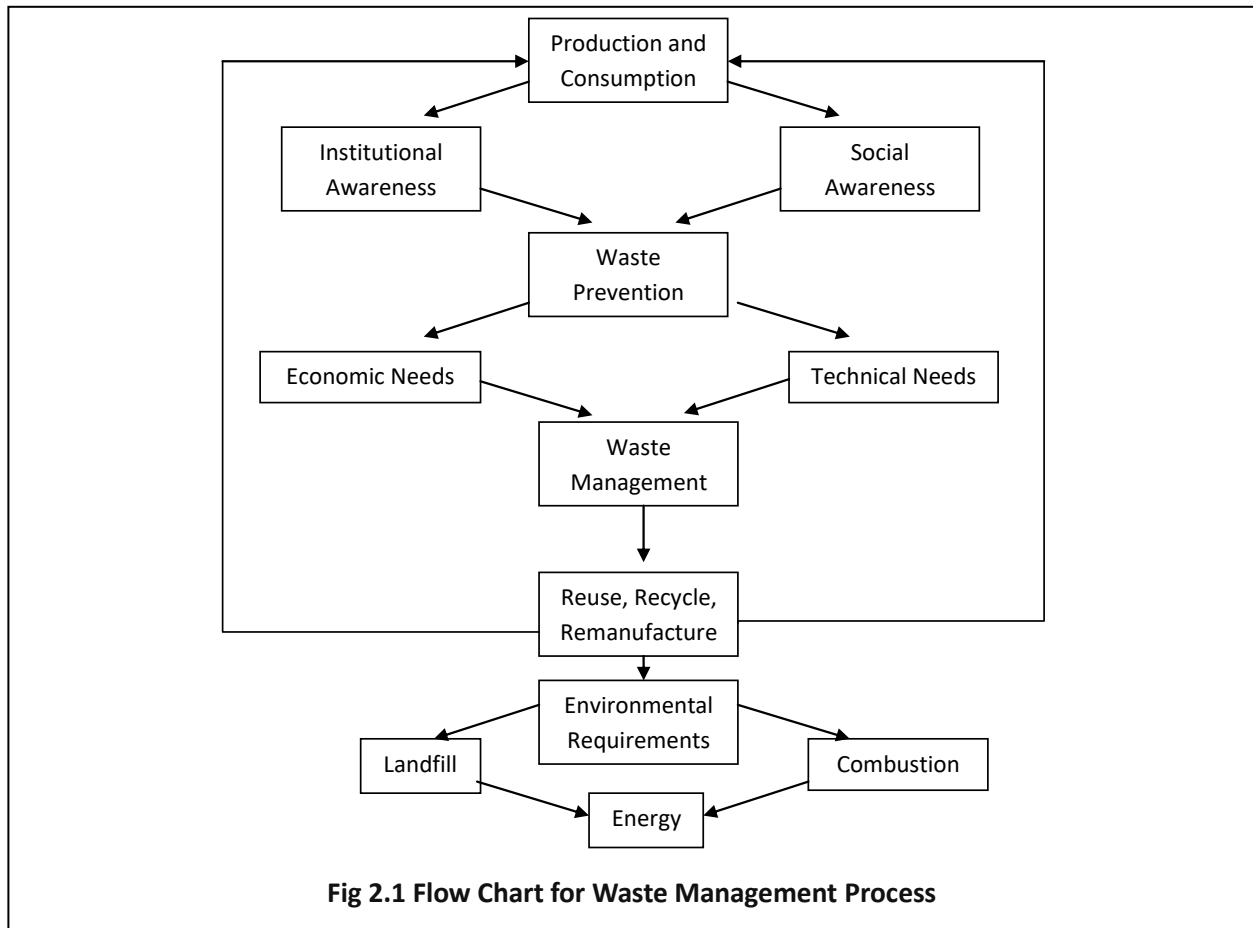 Production and
Consumption
Institutional
Awareness
Social
Awareness
Waste
Prevention
Economic Needs
Technical Needs
Waste
Management
Reuse, Recycle,
Remanufacture
Environmental
Requirements
Landfill
Combustion
Energy
Fig 2.1 Flow Chart for Waste Management Process